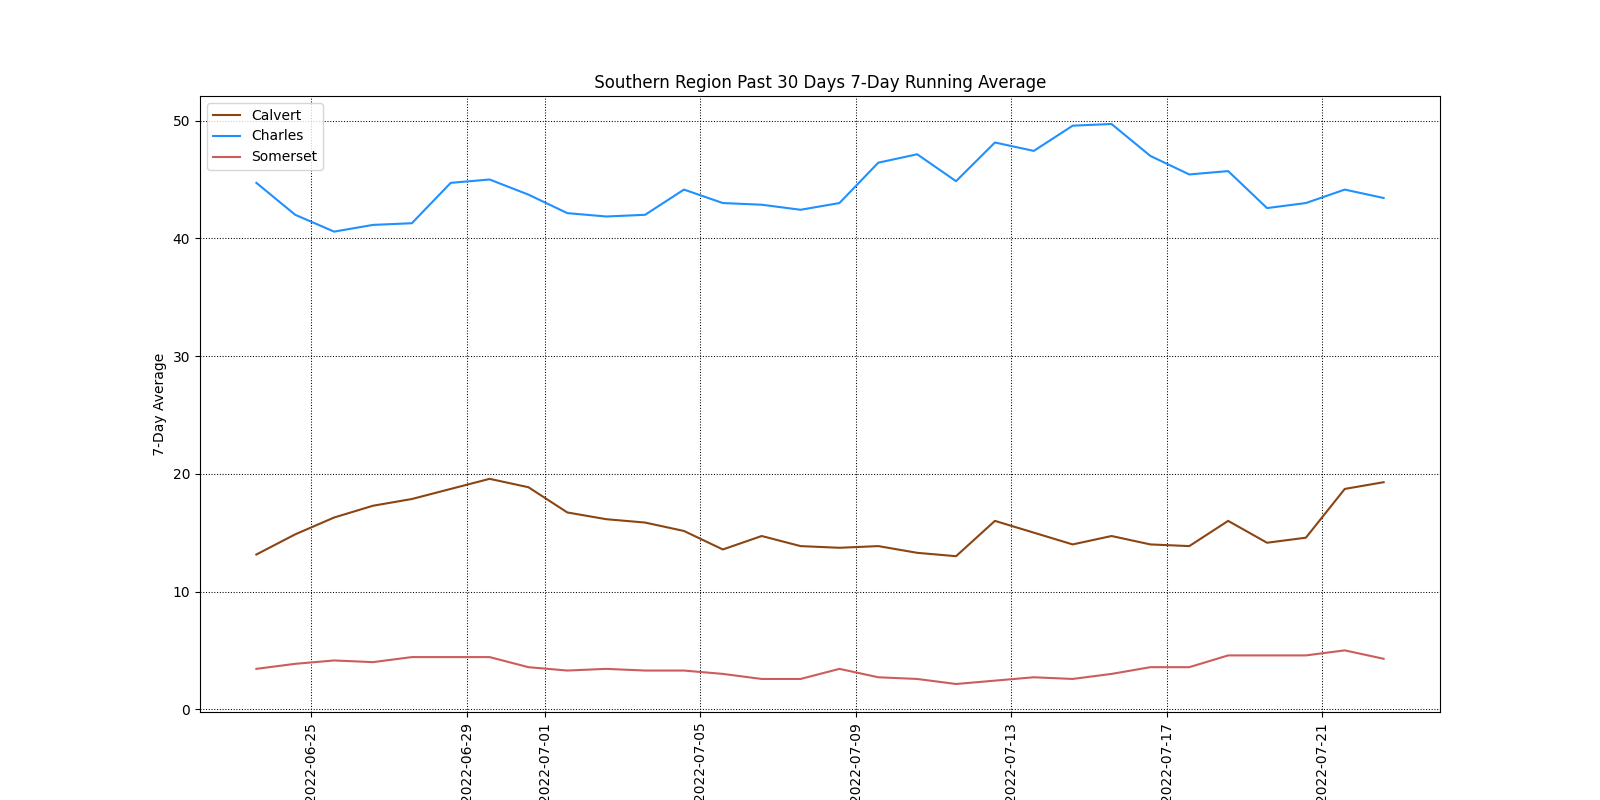 Southern Region Past 30 Days 7-Day Running Average
Calvert
Charles
Somerset
7-Day Average
50
40
30
20
10
0
2022-06-25
2022-06-29
2022-07-01
2022-07-05
2022-07-09
2022-07-13
2022-07-17
2022-07-21